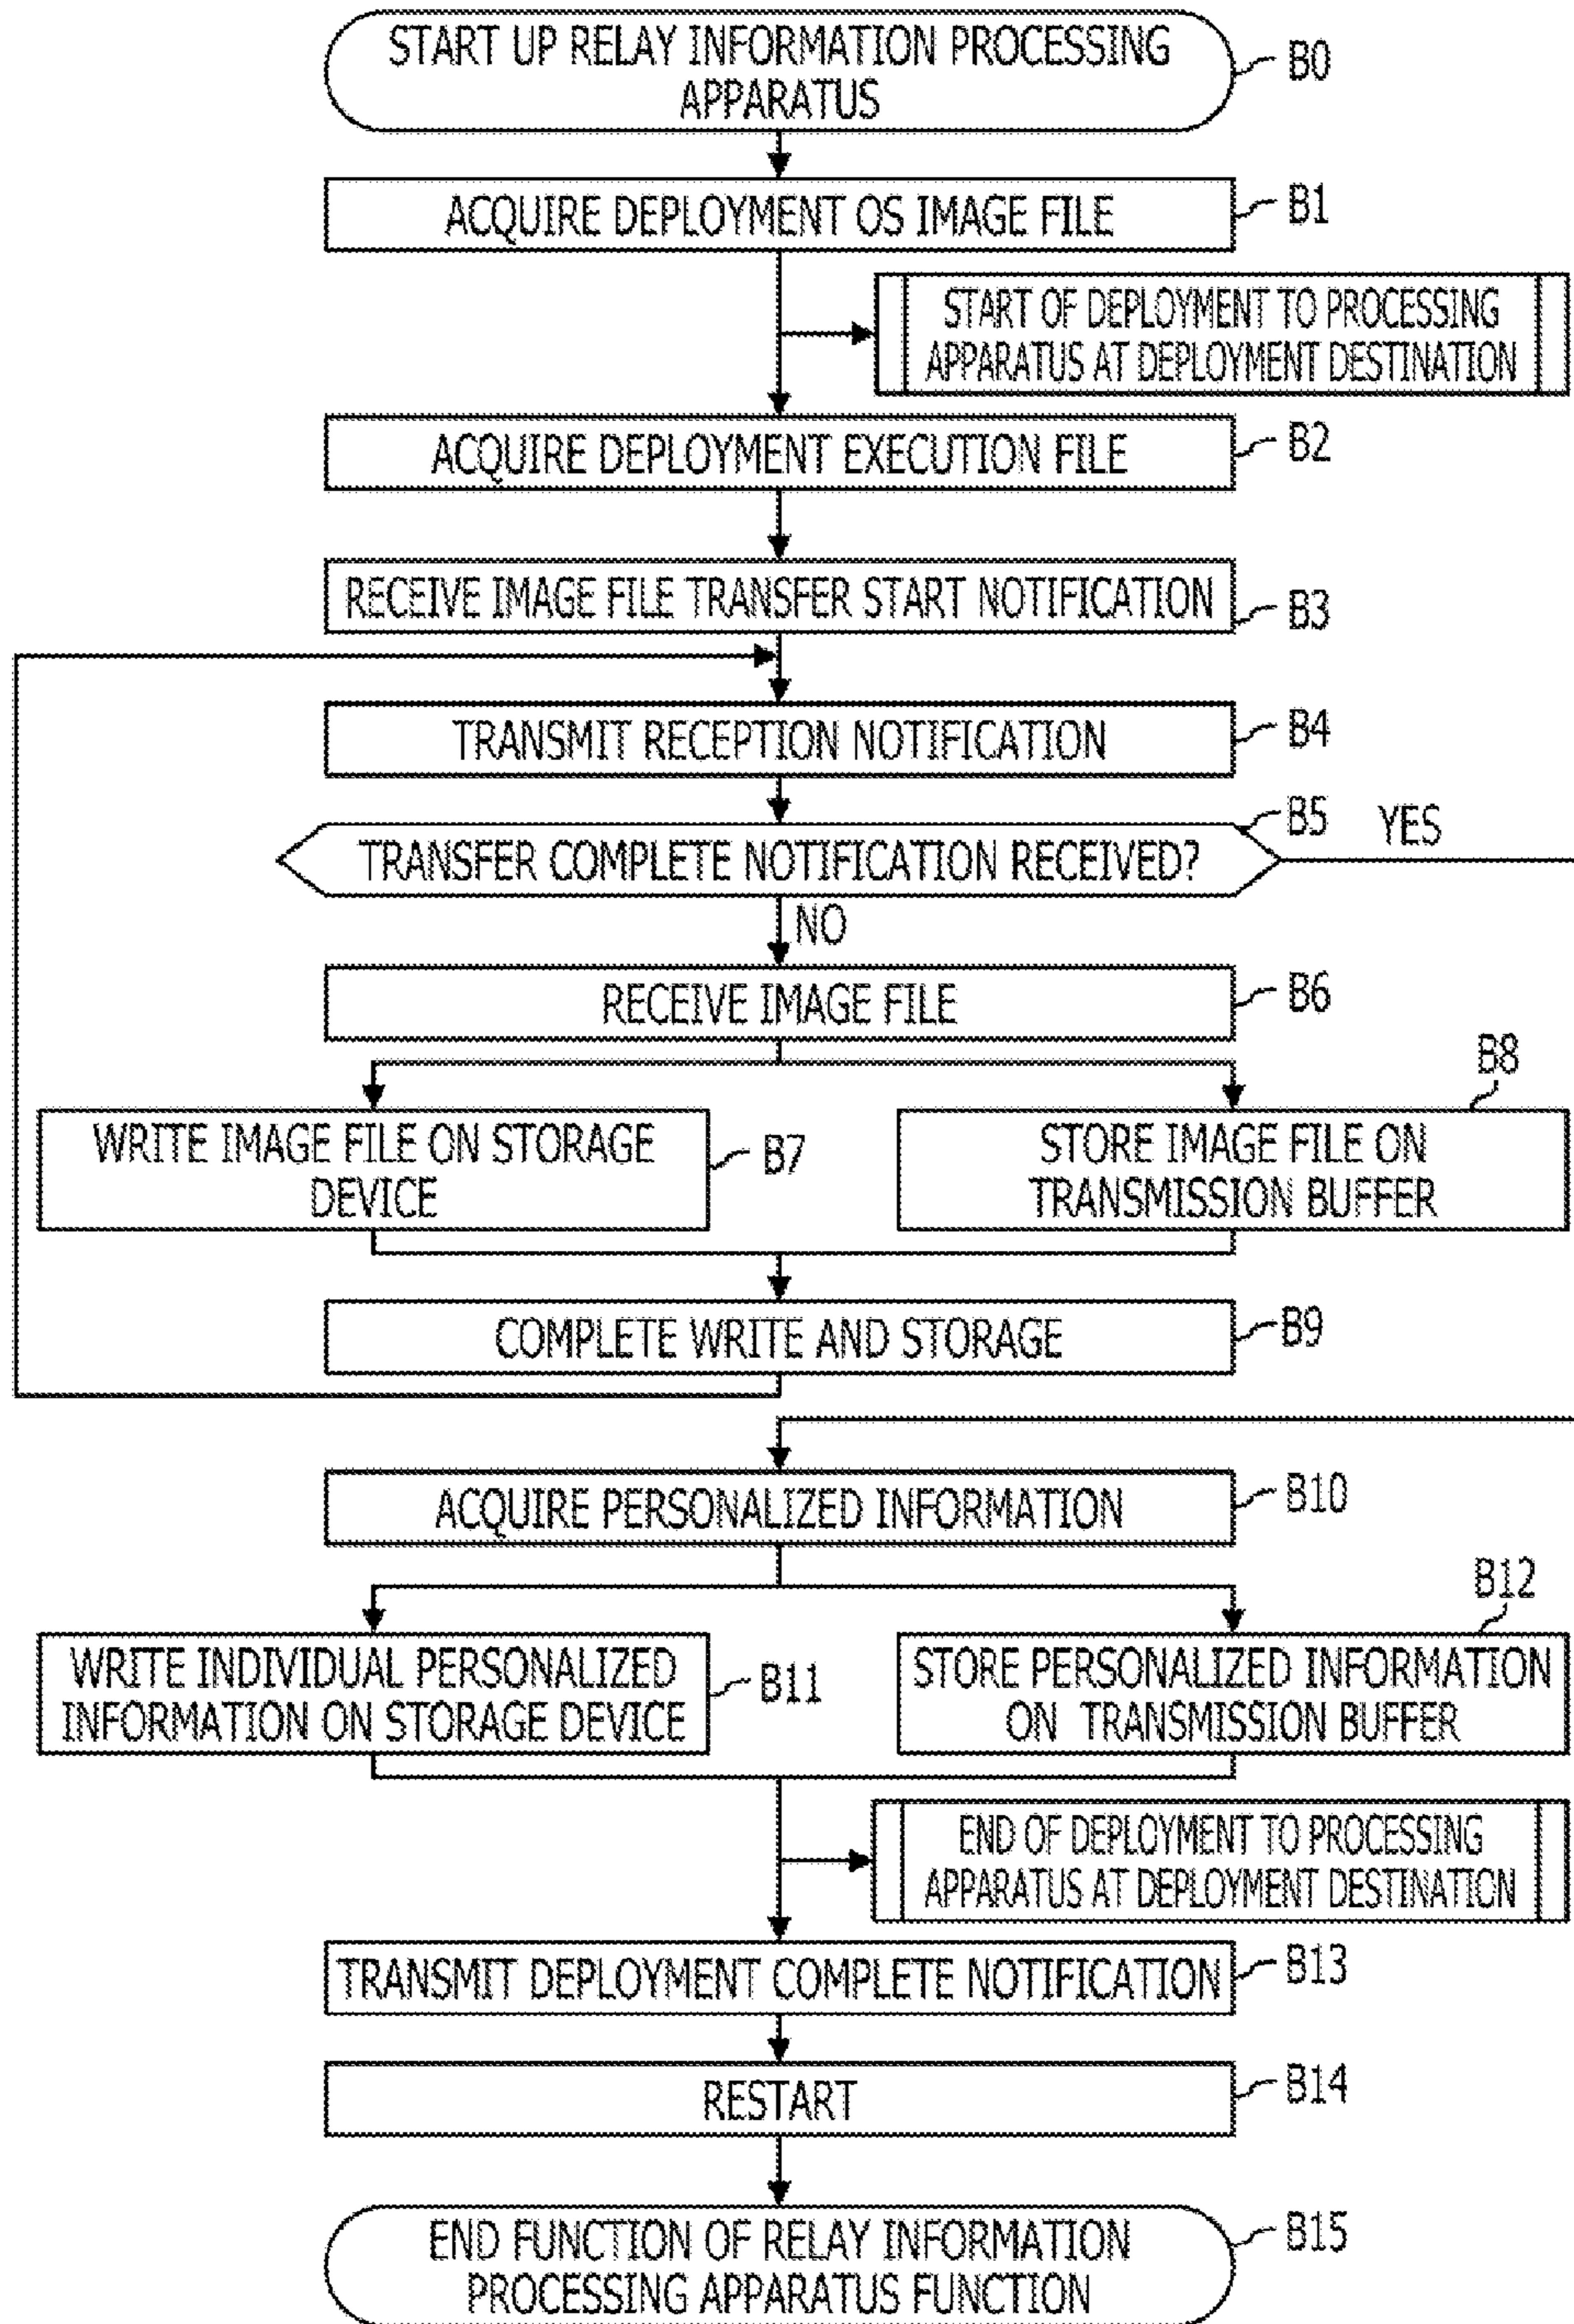 START UP RELAY INFORMATION PROCESSING
APPARATUS
B0
ACQUIRE DEPLOYMENT OS IMAGE FILE
B1
START OF DEPLOYMENT TO PROCESSING
APPARATUS AT DEPLOYMENT DESTINATION
ACQUIRE DEPLOYMENT EXECUTION FILE
B2
RECEIVE IMAGE FILE TRANSFER START NOTIFICATION
B3
TRANSMIT RECEPTION NOTIFICATION
B4
TRANSFER COMPLETE NOTIFICATION RECEIVED?
B5
YES
NO
RECEIVE IMAGE FILE
B6
WRITE IMAGE FILE ON STORAGE
DEVICE
B7
B8
STORE IMAGE FILE ON
TRANSMISSION BUFFER
COMPLETE WRITE AND STORAGE
B9
ACQUIRE PERSONALIZED INFORMATION
B10
WRITE INDIVIDUAL PERSONALIZED
INFORMATION ON STORAGE DEVICE
B11
B12
STORE PERSONALIZED INFORMATION
ON TRANSMISSION BUFFER
END OF DEPLOYMENT TO PROCESSING
APPARATUS AT DEPLOYMENT DESTINATION
TRANSMIT DEPLOYMENT COMPLETE NOTIFICATION
B13
RESTART
B14
END FUNCTION OF RELAY INFORMATION
PROCESSING APPARATUS FUNCTION
B15